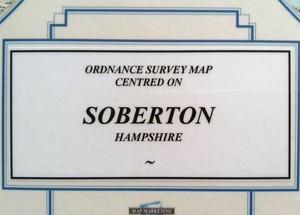 ORDNANCE SURVEY MAP
CENTRED ON
SOBERTON
HAMPSHIRE
~
MAP MARKETING